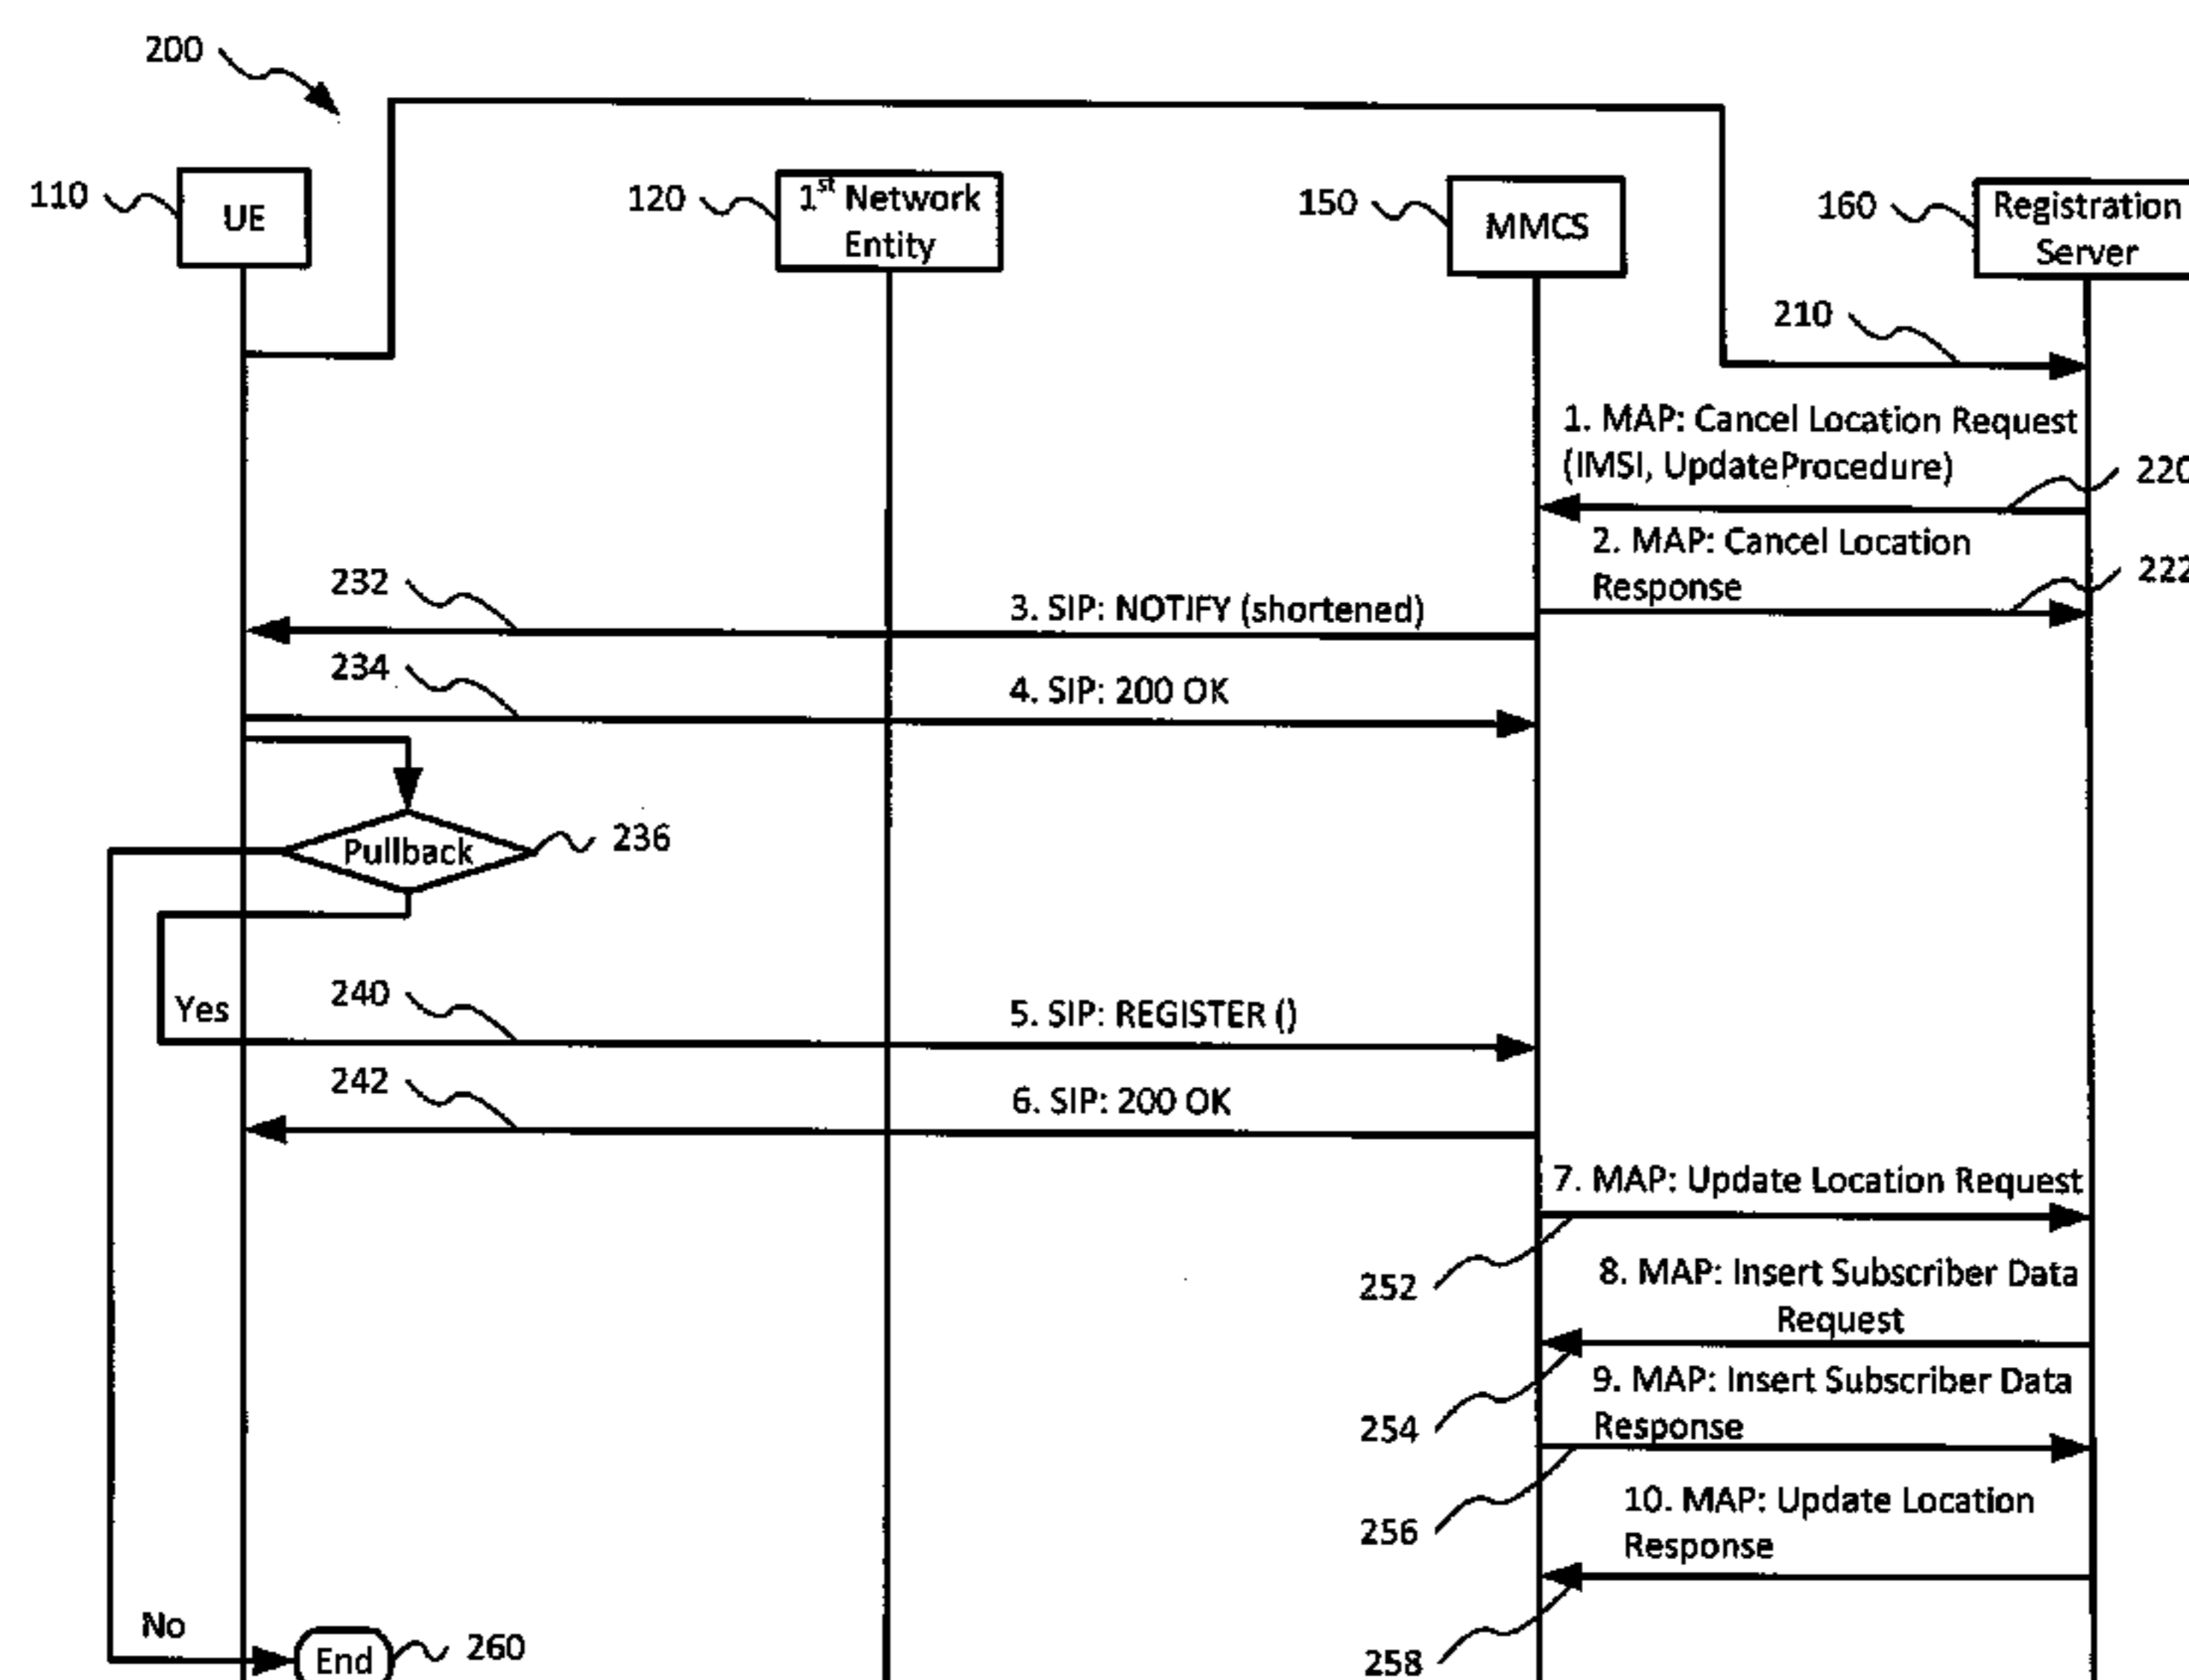 200
110
UE
120
1st Network
Entity
150
MMCS
160
Registration
Server
210
1. MAP: Cancel Location Request
(IMSI, UpdateProcedure)
220
2. MAP: Cancel Location
Response
222
232
3. SIP: NOTIFY (shortened)
234
4. SIP: 200 OK
Pullback
236
Yes
240
5. SIP: REGISTER ()
242
6. SIP: 200 OK
7. MAP: Update Location Request
252
8. MAP: Insert Subscriber Data
Request
254
9. MAP: Insert Subscriber Data
Response
256
10. MAP: Update Location
Response
258
No
End
260